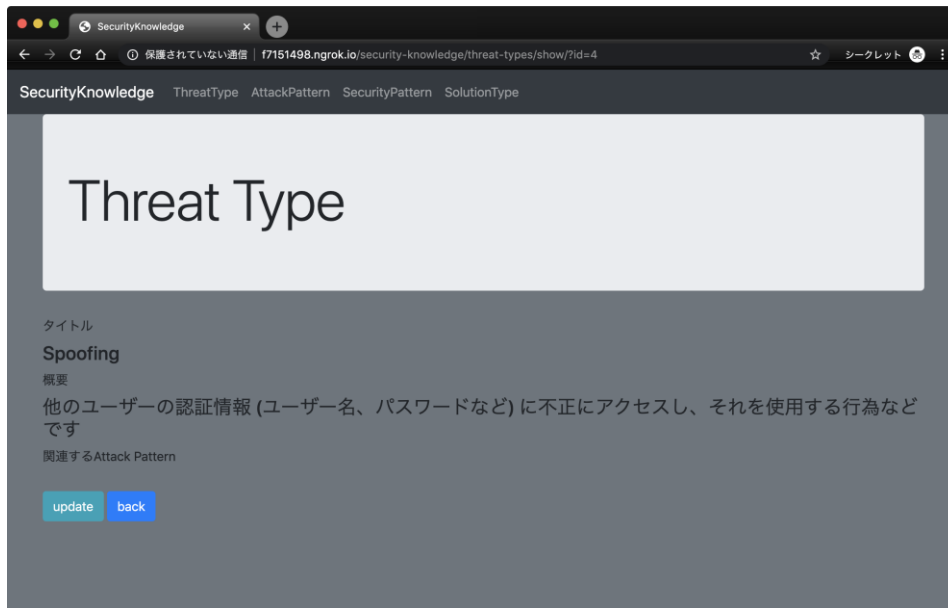 SecurityKnowledge
保護されていない通信 | f7151498.ngrok.io/security-knowledge/threat-types/show/?id=4
シークレット
SecurityKnowledge ThreatType AttackPattern SecurityPattern SolutionType
Threat Type
タイトル
Spoofing
概要
他のユーザーの認証情報 (ユーザー名、パスワードなど) に不正にアクセスし、それを使用する行為など
です
関連するAttack Pattern
update back